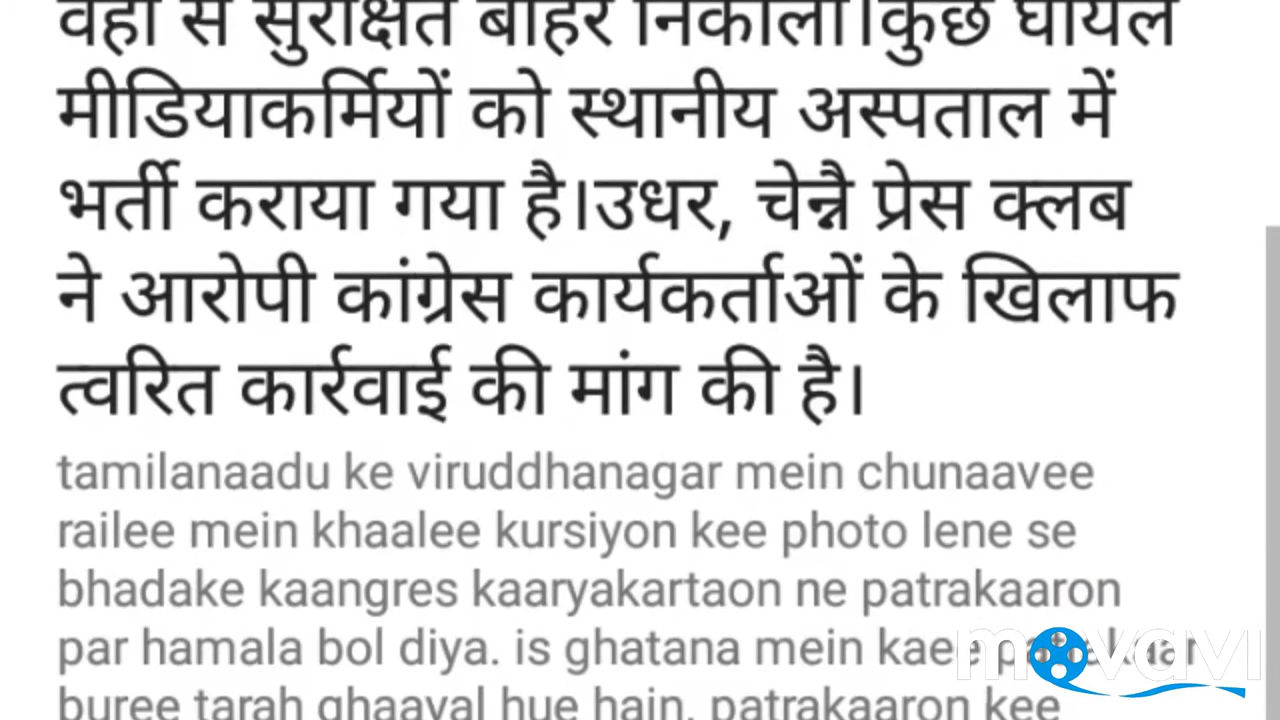 वहां से सुरक्षित बाहर निकाला।कुछ घायल
मीडियाकर्मियों को स्थानीय अस्पताल में
भर्ती कराया गया है।उधर, चेन्नै प्रेस क्लब
ने आरोपी कांग्रेस कार्यकर्ताओं के खिलाफ
त्वरित कार्रवाई की मांग की है।
tamilanaadu ke viruddhanagar mein chunaavee
railee mein khaalee kursiyon kee photo lene se
bhadake kaangres kaaryakartaon ne patrakaaron
par hamala bol diya. is ghatana mein kaee patrakaar
buree tarah ghaayal hue hain. patrakaaron kee
movavi